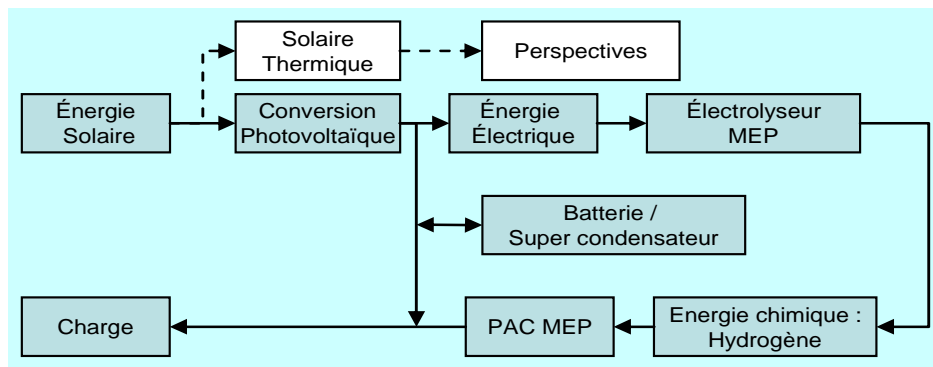 Solaire
Thermique
Perspectives
Énergie
Solaire
Conversion
Photovoltaïque
Énergie
Électrique
Électrolyseur
MEP
Batterie /
Super condensateur
Charge
PAC MEP
Energie chimique :
Hydrogène